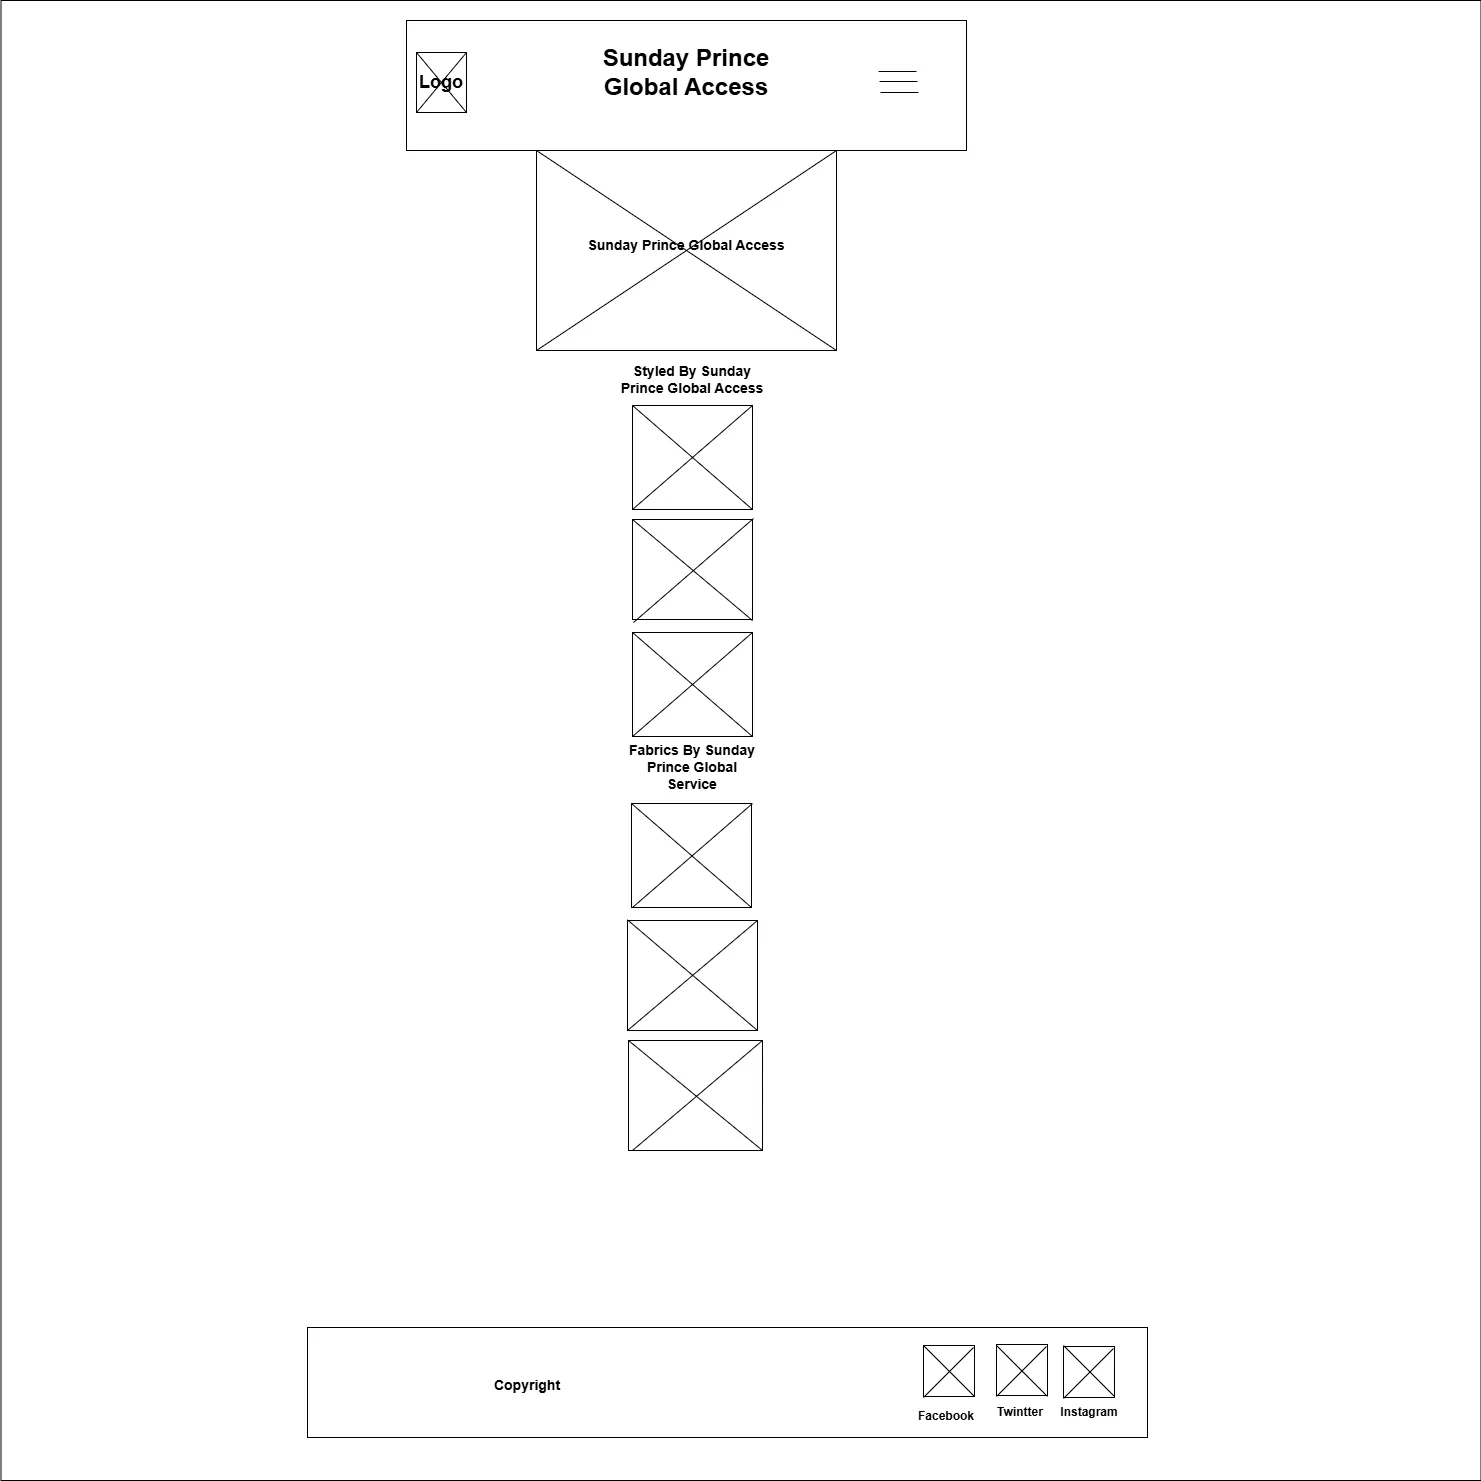 Logo
Sunday Prince
Global Access
Sunday Prince Global Access
Styled By Sunday
Prince Global Access
Fabrics By Sunday
Prince Global
Service
Copyright
Facebook
Twintter
Instagram